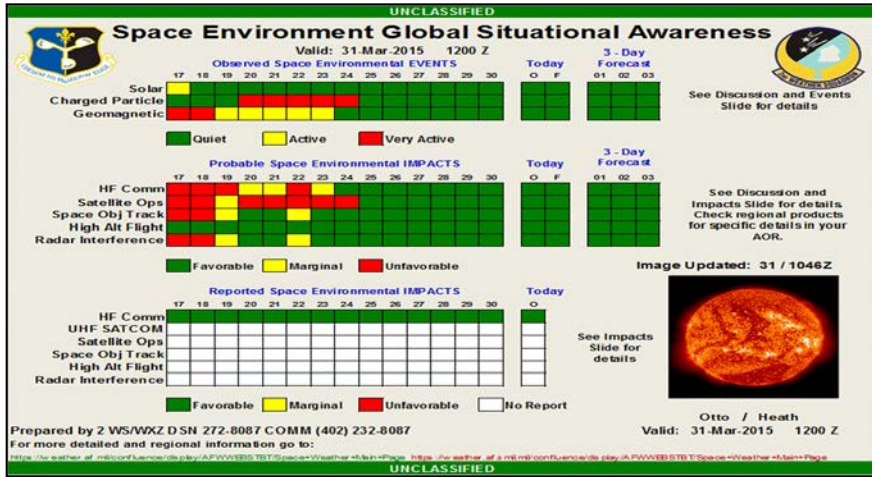 UNCLASSIFIED
Space Environment Global Situational Awareness
Valid: 31-Mar-2015 1200 Z
Observed Space Environmental EVENTS Today 3 - Day Forecast
17 18 19 20 21 22 23 24 25 26 27 28 29 30 O F 01 02 03
Solar
Charged Particle
Geomagnetic
See Discussion and Events
Slide for details
Quiet Active Very Active
Probable Space Environmental IMPACTS Today 3 - Day Forecast
17 18 19 20 21 22 23 24 25 26 27 28 29 30 O F 01 02 03
HF Comm
Satellite Ops
Space Obj Track
High Alt Flight
Radar Interference
See Discussion and
Impacts Slide for details.
Check regional products
for specific details in your
AOR.
Favorable Marginal Unfavorable
Image Updated: 31 / 1046Z
Reported Space Environmental IMPACTS Today
17 18 19 20 21 22 23 24 25 26 27 28 29 30 O
HF Comm
UHF SATCOM
Satellite Ops
Space Obj Track
High Alt Flight
Radar Interference
See Impacts
Slide for
details
Favorable Marginal Unfavorable No Report
Otto / Heath
Prepared by 2 WS/WXZ DSN 272-8087 COMM (402) 232-8087 Valid: 31-Mar-2015 1200 Z
For more detailed and regional information go to:
UNCLASSIFIED